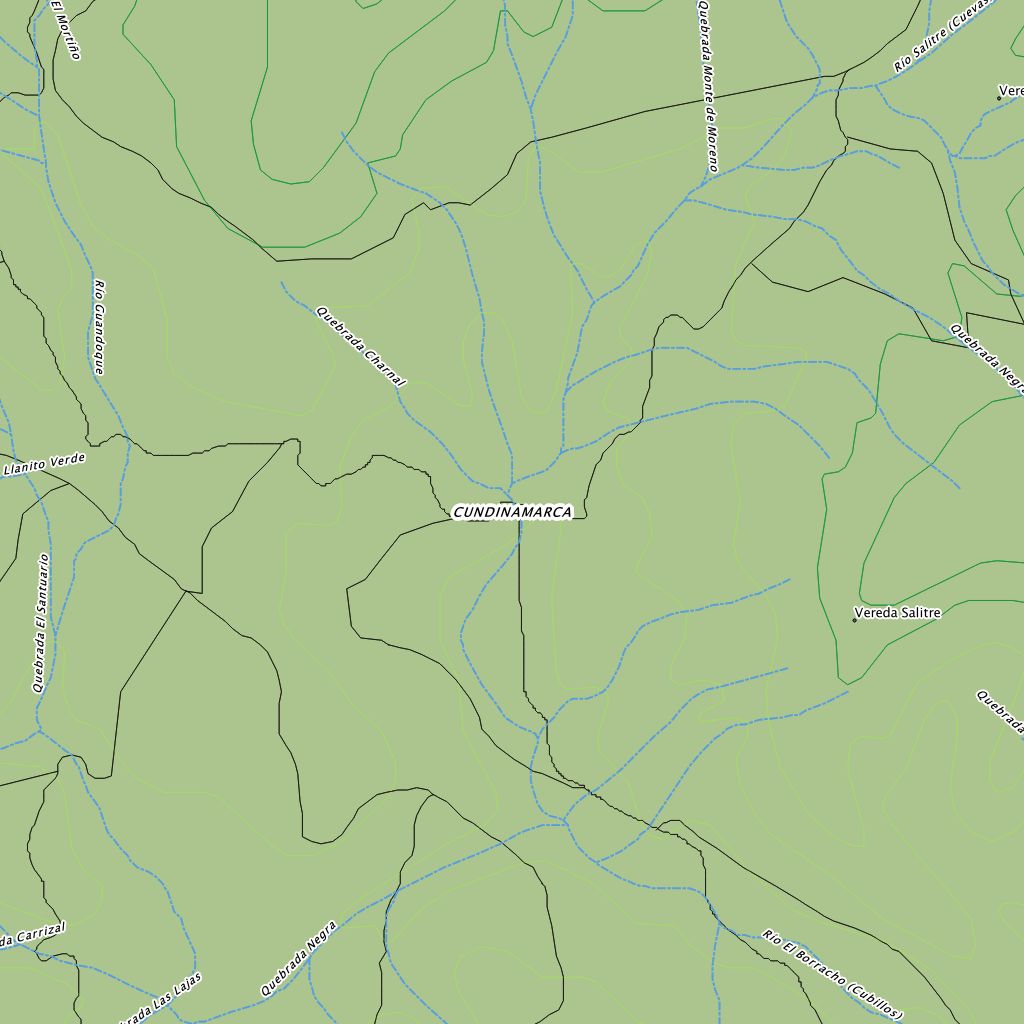 El Mortiño
Quebrada Monte de Moreno
Río Salitre (Cuevas
Vere
Río Guandoque
Quebrada Charnal
Quebrada Negra
Llanito Verde
CUNDINAMARCA
Quebrada El Santuario
Vereda Salitre
Quebrada
da Carrizal
Quebrada Negra
Río El Borracho (Cubillos)
brada Las Lajas